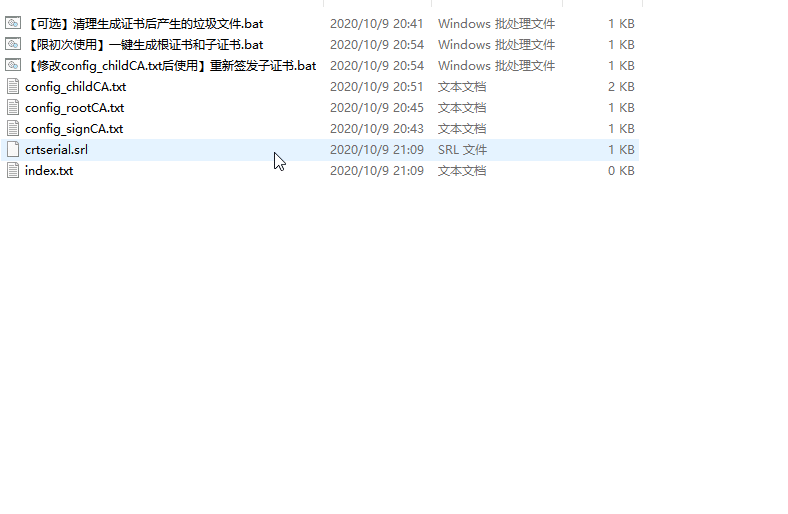 【可选】清理生成证书后产生的垃圾文件.bat 2020/10/9 20:41 Windows 批处理文件 1 KB
【限初次使用】一键生成根证书和子证书.bat 2020/10/9 20:54 Windows 批处理文件 1 KB
【修改config_childCA.txt后使用】重新签发子证书.bat 2020/10/9 20:54 Windows 批处理文件 1 KB
config_childCA.txt 2020/10/9 20:51 文本文档 2 KB
config_rootCA.txt 2020/10/9 20:45 文本文档 1 KB
config_signCA.txt 2020/10/9 20:43 文本文档 1 KB
crtserial.srl 2020/10/9 21:09 SRL 文件 1 KB
index.txt 2020/10/9 21:09 文本文档 0 KB